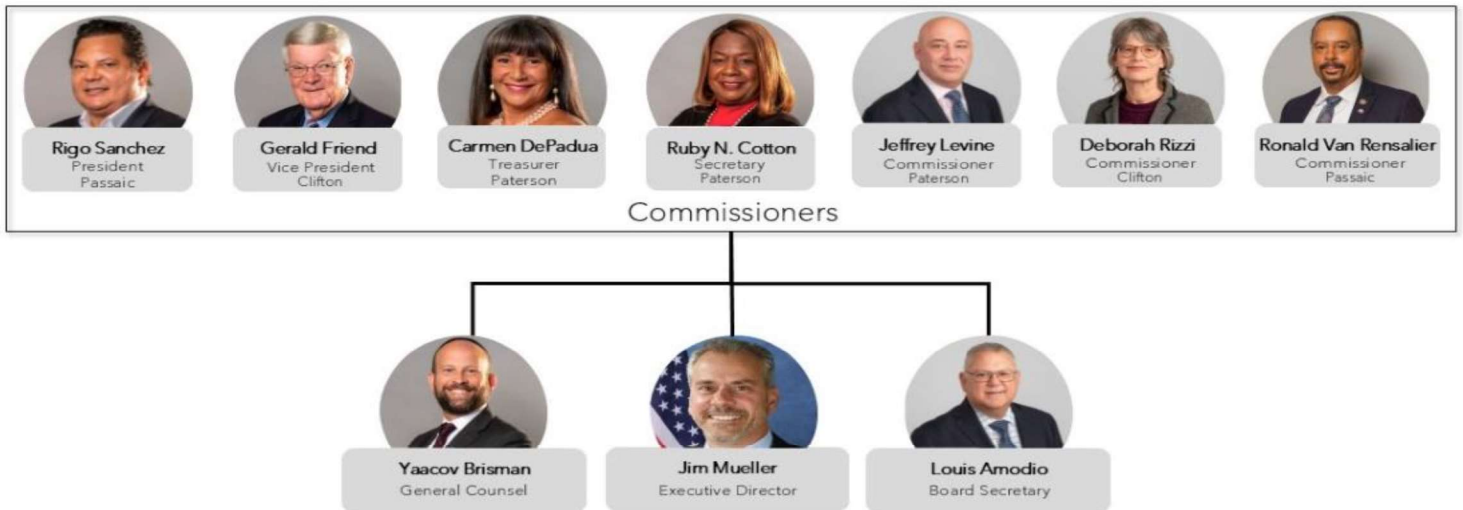 Rigo Sanchez
President
Passaic
Gerald Friend
Vice President
Clifton
Carmen DePadua
Treasurer
Paterson
Ruby N. Cotton
Secretary
Paterson
Jeffrey Levine
Commissioner
Paterson
Deborah Rizzi
Commissioner
Clifton
Ronald Van Rensalier
Commissioner
Passaic
Commissioners
Yaacov Brisman
General Counsel
Jim Mueller
Executive Director
Louis Amodio
Board Secretary